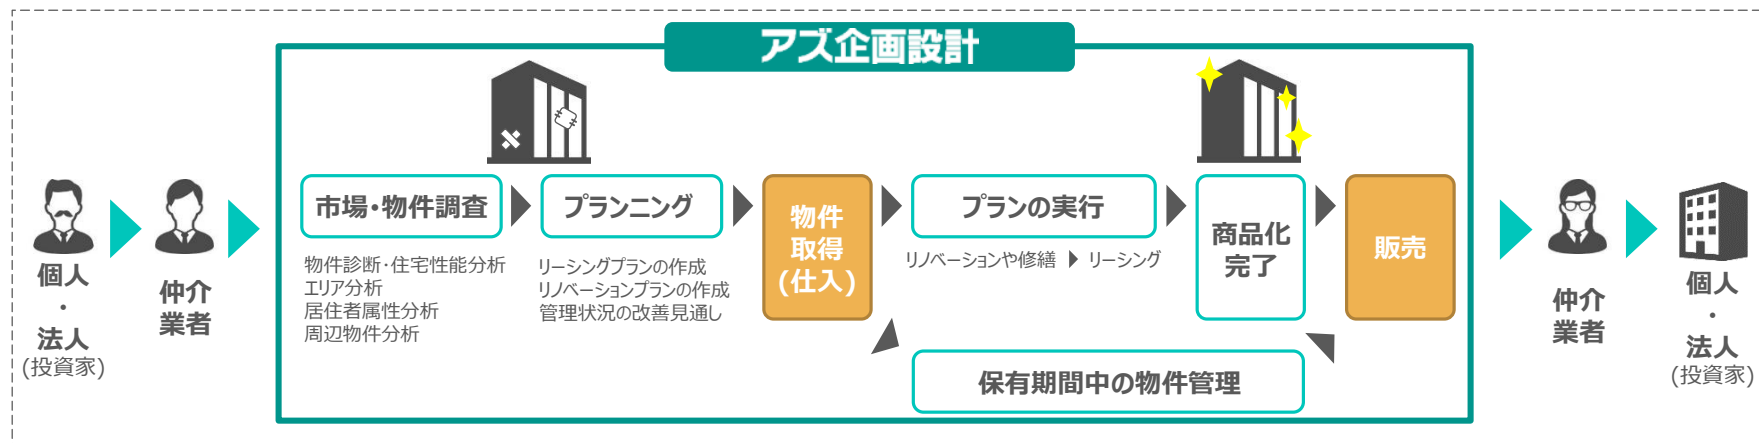 アズ企画設計
個人
・
法人
(投資家)
仲介
業者
市場・物件調査
物件診断・住宅性能分析
エリア分析
居住者属性分析
周辺物件分析
プランニング
リーシングプランの作成
リノベーションプランの作成
管理状況の改善見通し
物件
取得
(仕入)
プランの実行
リノベーションや修繕 ▶ リーシング
商品化
完了
販売
保有期間中の物件管理
仲介
業者
個人
・
法人
(投資家)